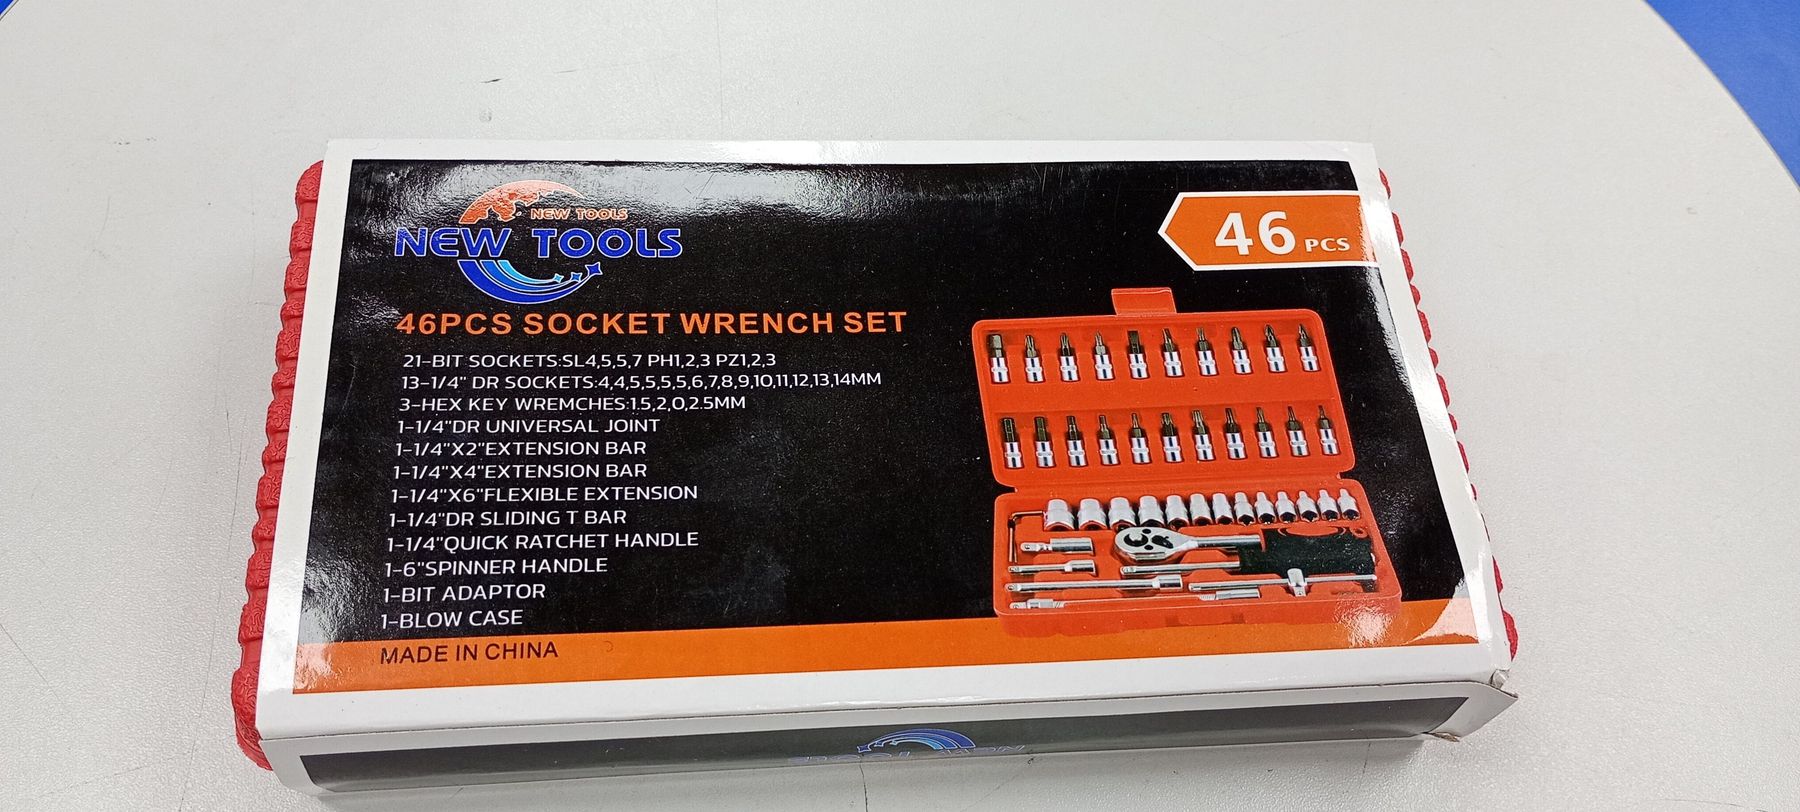 NEW TOOLS
NEW TOOLS
46 PCS
46PCS SOCKET WRENCH SET
21-BIT SOCKETS:SL4,5,5,7 PH1,2,3 PZ1,2,3
13-1/4" DR SOCKETS:4,4,5,5,5,5,6,7,8,9,10,11,12,13,14MM
3-HEX KEY WREMCHES:1.5,2,0,2.5MM
1-1/4"DR UNIVERSAL JOINT
1-1/4"X2"EXTENSION BAR
1-1/4"X4"EXTENSION BAR
1-1/4"X6"FLEXIBLE EXTENSION
1-1/4"DR SLIDING T BAR
1-1/4"QUICK RATCHET HANDLE
1-6"SPINNER HANDLE
1-BIT ADAPTOR
1-BLOW CASE
MADE IN CHINA
NEW TOOLS